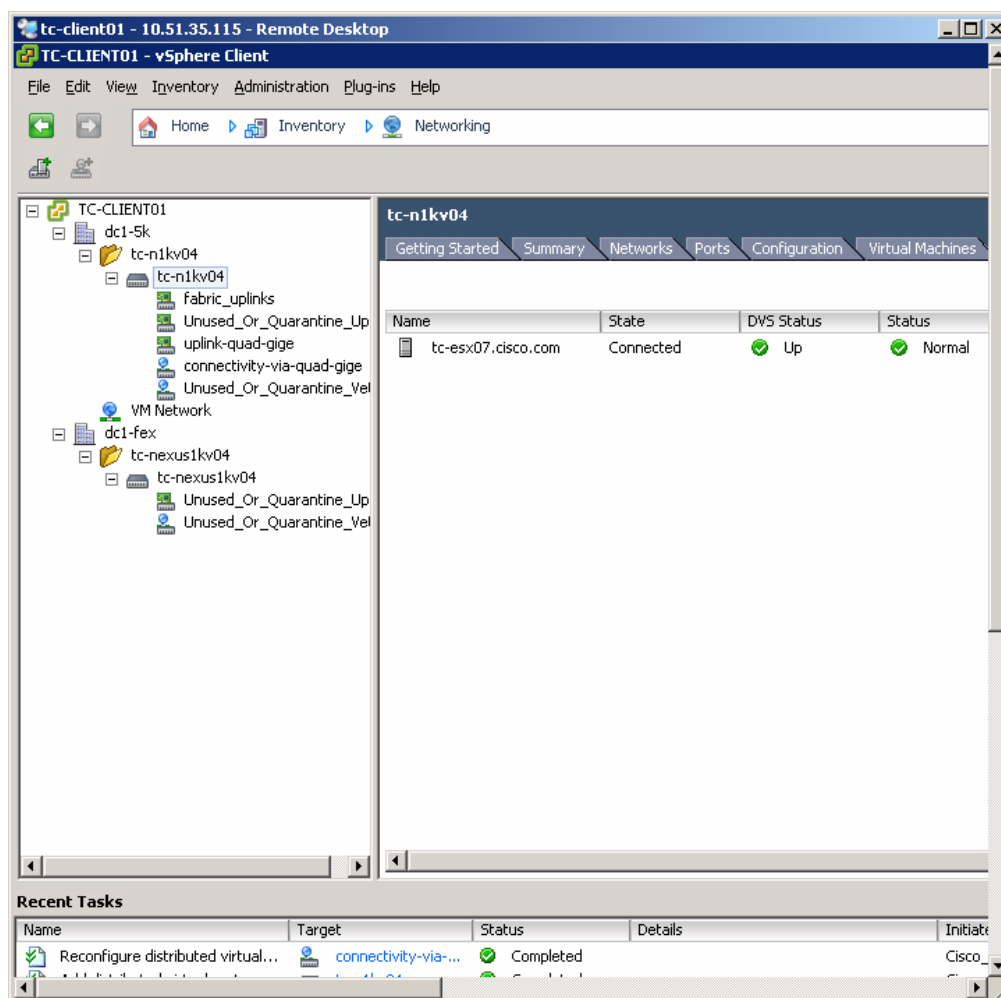 tc-client01 - 10.51.35.115 - Remote Desktop
TC-CLIENT01 - vSphere Client
File Edit View Inventory Administration Plug-ins Help
Home Inventory Networking
TC-CLIENT01
dc1-5k
tc-n1kv04
tc-n1kv04
fabric_uplinks
Unused_Or_Quarantine_Up
uplink-quad-gige
connectivity-via-quad-gige
Unused_Or_Quarantine_Vet
VM Network
dc1-fex
tc-nexus1kv04
tc-nexus1kv04
Unused_Or_Quarantine_Up
Unused_Or_Quarantine_Vet
tc-n1kv04
Getting Started Summary Networks Ports Configuration Virtual Machines
Name State DVS Status Status
tc-esx07.cisco.com Connected Up Normal
Recent Tasks
Name Target Status Details Initiate
Reconfigure distributed virtual... connectivity-via-... Completed Cisco_